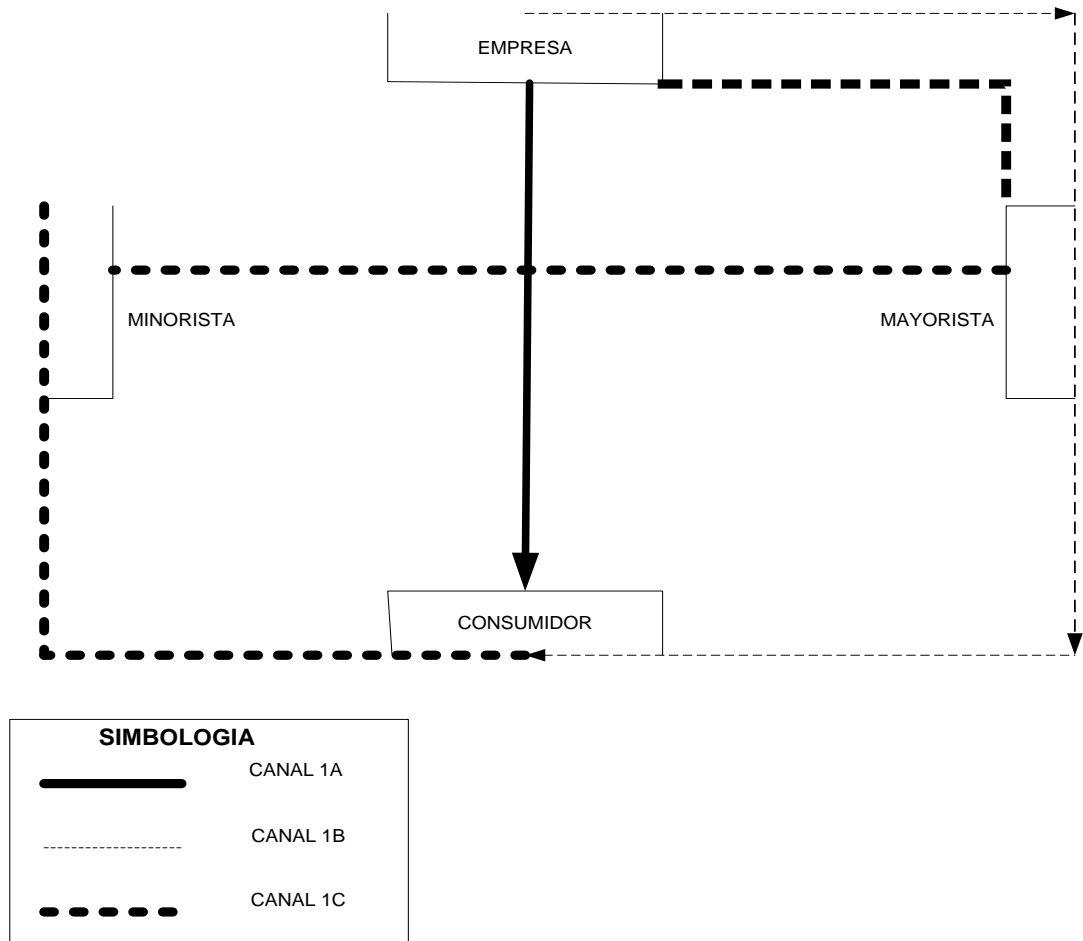 EMPRESA
MINORISTA
MAYORISTA
CONSUMIDOR
SIMBOLOGIA
CANAL 1A
CANAL 1B
CANAL 1C